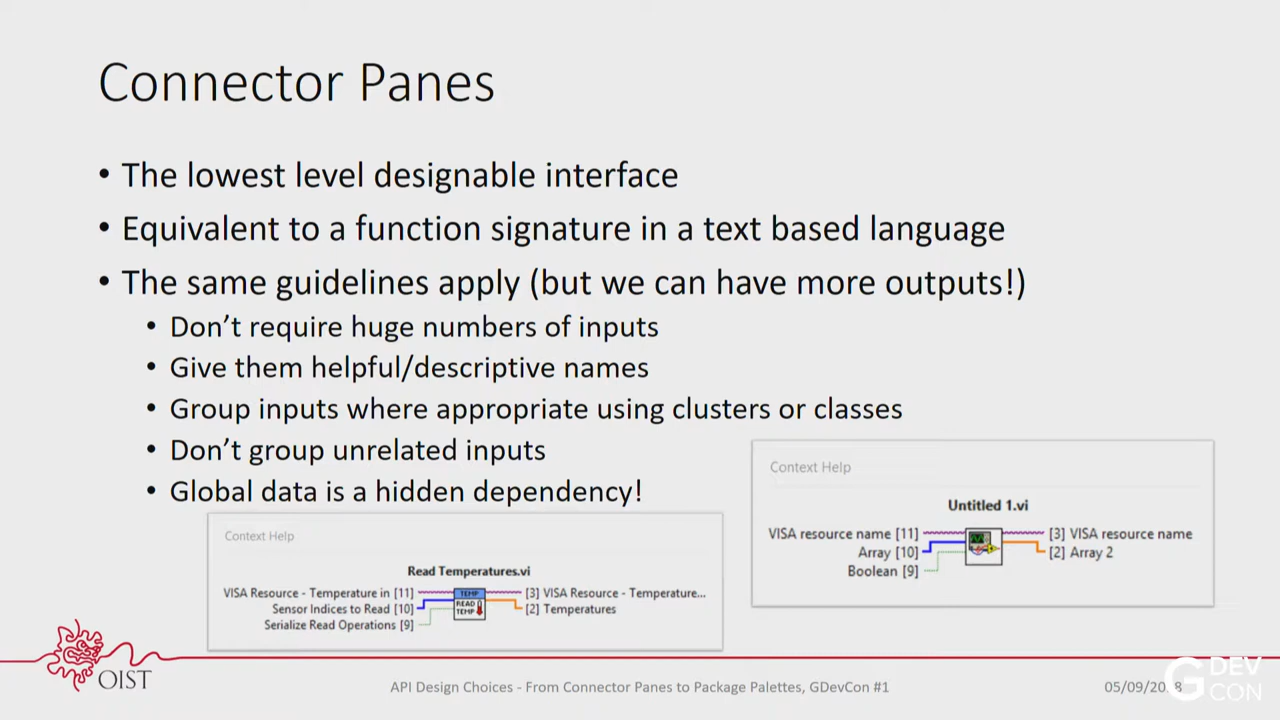 Connector Panes
• The lowest level designable interface
• Equivalent to a function signature in a text based language
• The same guidelines apply (but we can have more outputs!)
• Don't require huge numbers of inputs
• Give them helpful/descriptive names
• Group inputs where appropriate using clusters or classes
• Don't group unrelated inputs
• Global data is a hidden dependency!
Context Help
Read Temperatures.vi
VISA Resource - Temperature in [11] [3] VISA Resource - Temperature...
Sensor Indices to Read [10] [2] Temperatures
Serialize Read Operations [9]
TEMP
READ
TEMP
Context Help
Untitled 1.vi
VISA resource name [11] [3] VISA resource name
Array [10] [2] Array 2
Boolean [9]
OIST
API Design Choices - From Connector Panes to Package Palettes, GDevCon #1
05/09/2018
G DEV
CON